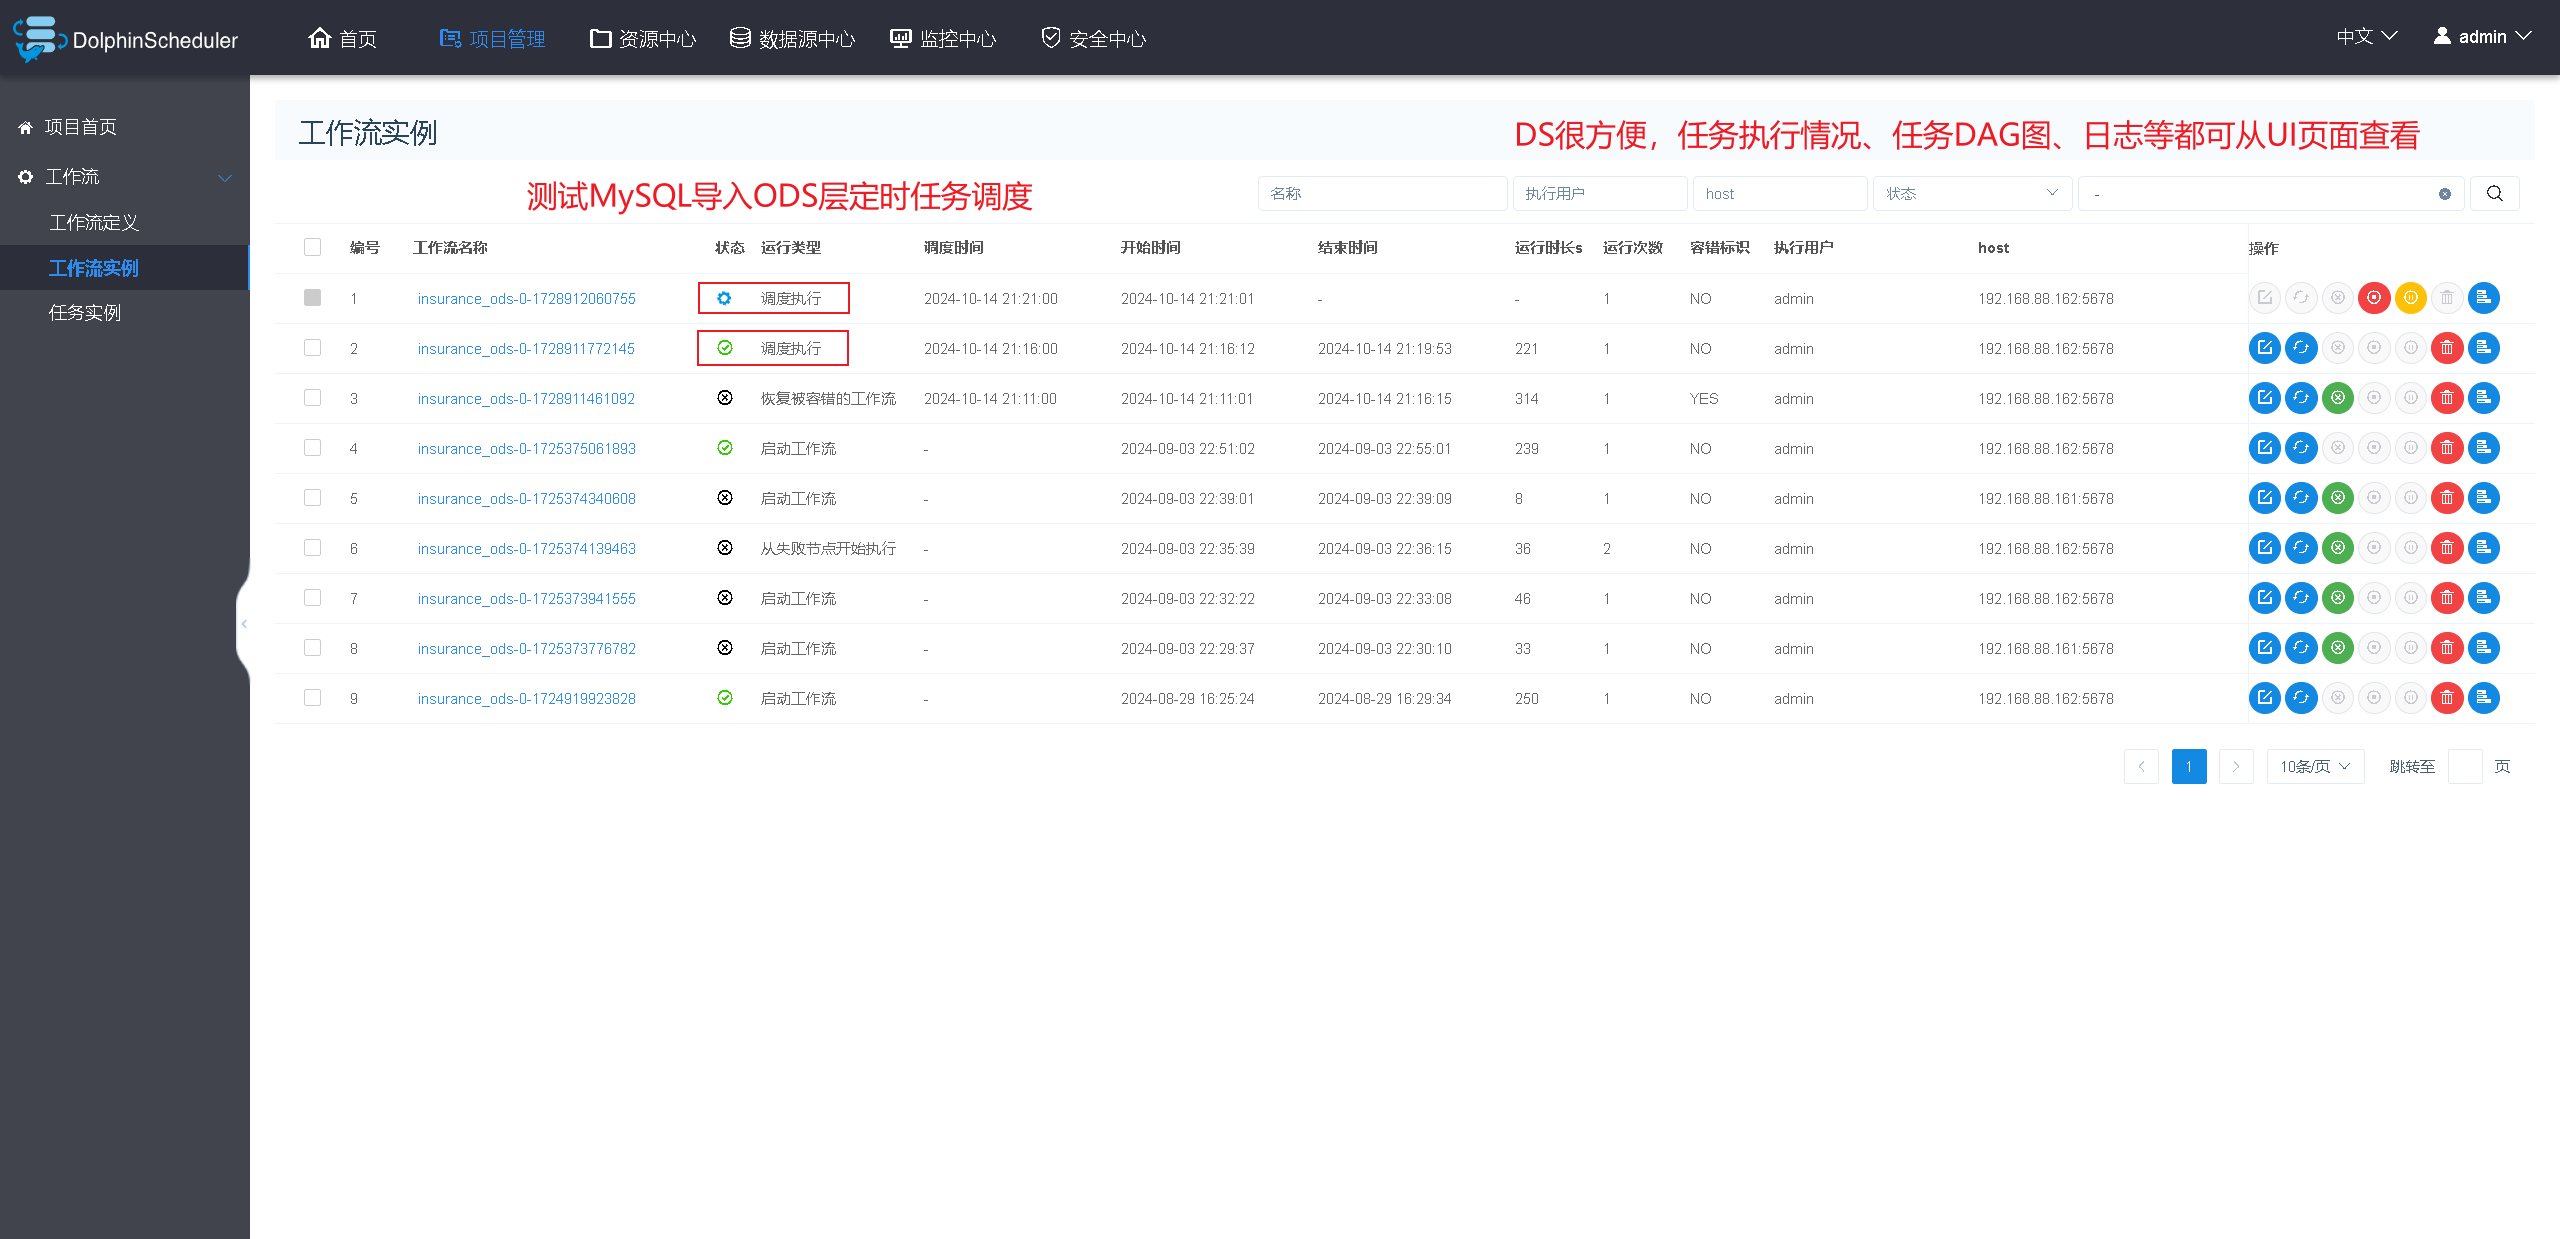 DolphinScheduler 首页 项目管理 资源中心 数据源中心 监控中心 安全中心 中文 admin
项目首页
工作流
工作流定义
工作流实例
任务实例
工作流实例
DS很方便，任务执行情况、任务DAG图、日志等都可从UI页面查看
测试MySQL导入ODS层定时任务调度
名称 执行用户 host 状态 -
编号 工作流名称 状态 运行类型 调度时间 开始时间 结束时间 运行时长s 运行次数 容错标识 执行用户 host 操作
1 insurance_ods-0-1728912060755 调度执行 2024-10-14 21:21:00 2024-10-14 21:21:01 - - 1 NO admin 192.168.88.162:5678
2 insurance_ods-0-1728911772145 调度执行 2024-10-14 21:16:00 2024-10-14 21:16:12 2024-10-14 21:19:53 221 1 NO admin 192.168.88.162:5678
3 insurance_ods-0-1728911461092 恢复被容错的工作流 2024-10-14 21:11:00 2024-10-14 21:11:01 2024-10-14 21:16:15 314 1 YES admin 192.168.88.162:5678
4 insurance_ods-0-1725375061893 启动工作流 - 2024-09-03 22:51:02 2024-09-03 22:55:01 239 1 NO admin 192.168.88.162:5678
5 insurance_ods-0-1725374340608 启动工作流 - 2024-09-03 22:39:01 2024-09-03 22:39:09 8 1 NO admin 192.168.88.161:5678
6 insurance_ods-0-1725374139463 从失败节点开始执行 - 2024-09-03 22:35:39 2024-09-03 22:36:15 36 2 NO admin 192.168.88.162:5678
7 insurance_ods-0-1725373941555 启动工作流 - 2024-09-03 22:32:22 2024-09-03 22:33:08 46 1 NO admin 192.168.88.162:5678
8 insurance_ods-0-1725373776782 启动工作流 - 2024-09-03 22:29:37 2024-09-03 22:30:10 33 1 NO admin 192.168.88.161:5678
9 insurance_ods-0-1724919923828 启动工作流 - 2024-08-29 16:25:24 2024-08-29 16:29:34 250 1 NO admin 192.168.88.162:5678
1 10条/页 跳转至 页